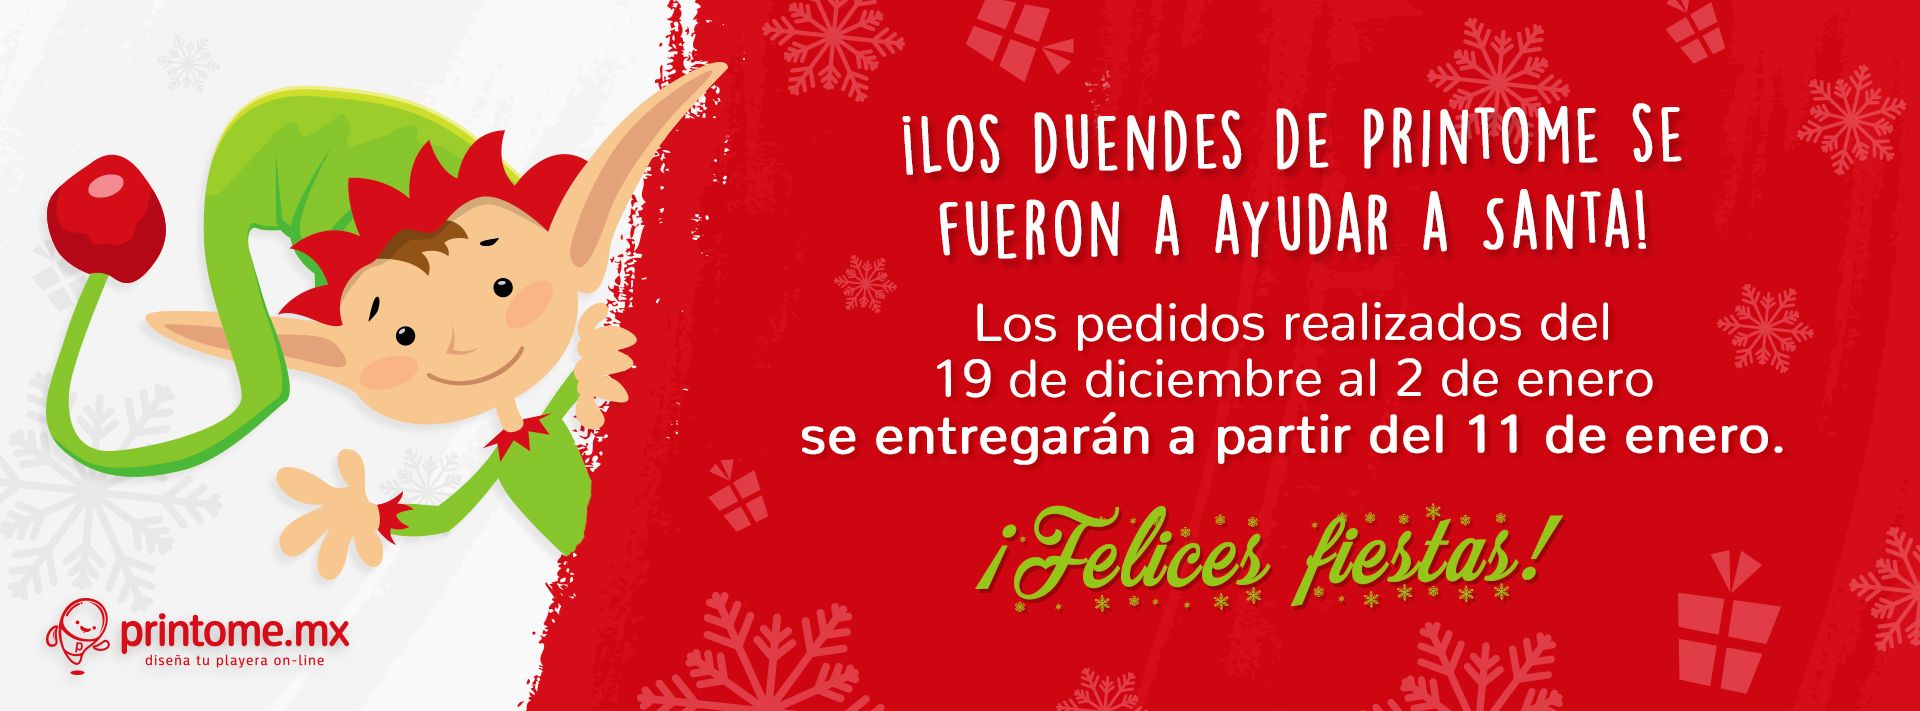 ¡LOS DUENDES DE PRINTOME SE
FUERON A AYUDAR A SANTA!
Los pedidos realizados del
19 de diciembre al 2 de enero
se entregarán a partir del 11 de enero.
¡Felices fiestas!
p
printome.mx
diseña tu playera on-line